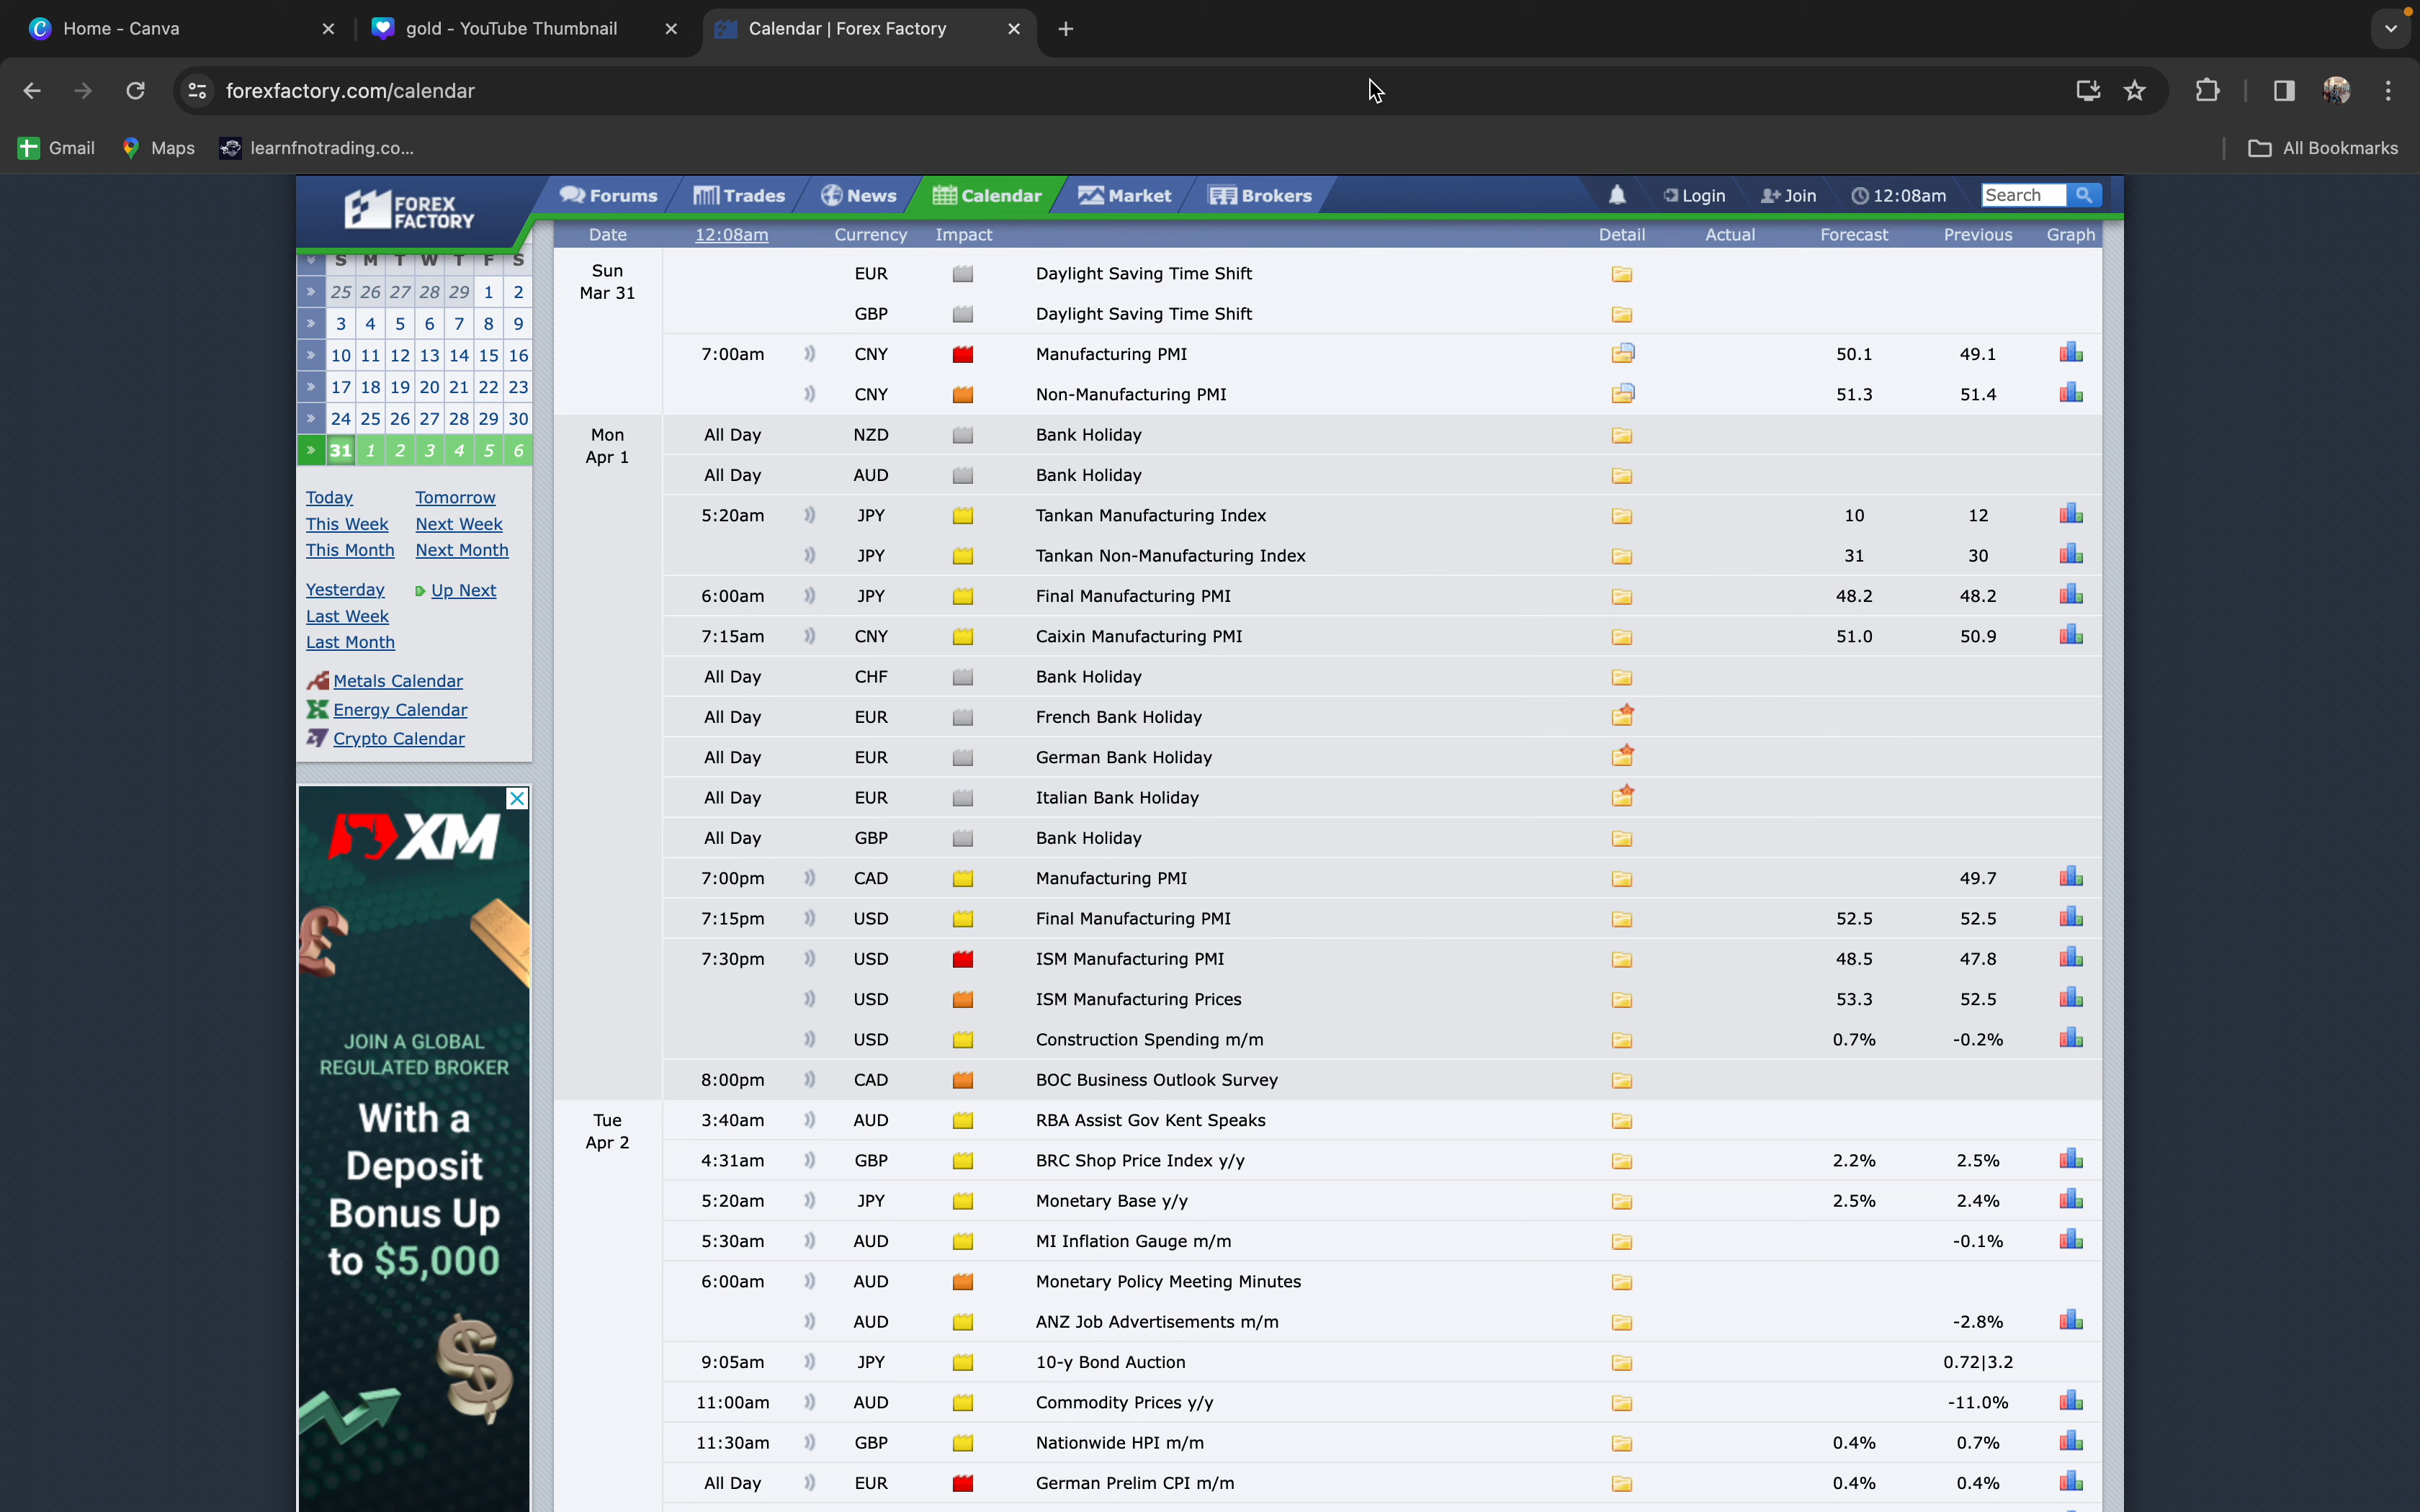 Home - Canva
gold - YouTube Thumbnail
Calendar | Forex Factory
forexfactory.com/calendar
Gmail
Maps
learnfnotrading.co...
All Bookmarks
FOREX
FACTORY
Forums Trades News Calendar Market Brokers
Login Join 12:08am Search
S M T W T F S
25 26 27 28 29 1 2
3 4 5 6 7 8 9
10 11 12 13 14 15 16
17 18 19 20 21 22 23
24 25 26 27 28 29 30
31 1 2 3 4 5 6
Today Tomorrow
This Week Next Week
This Month Next Month
Yesterday Up Next
Last Week
Last Month
Metals Calendar
Energy Calendar
Crypto Calendar
XM
JOIN A GLOBAL
REGULATED BROKER
With a
Deposit
Bonus Up
to $5,000
Date 12:08am Currency Impact Detail Actual Forecast Previous Graph
Sun
Mar 31
EUR Daylight Saving Time Shift
GBP Daylight Saving Time Shift
7:00am CNY Manufacturing PMI 50.1 49.1
CNY Non-Manufacturing PMI 51.3 51.4
Mon
Apr 1
All Day NZD Bank Holiday
All Day AUD Bank Holiday
5:20am JPY Tankan Manufacturing Index 10 12
JPY Tankan Non-Manufacturing Index 31 30
6:00am JPY Final Manufacturing PMI 48.2 48.2
7:15am CNY Caixin Manufacturing PMI 51.0 50.9
All Day CHF Bank Holiday
All Day EUR French Bank Holiday
All Day EUR German Bank Holiday
All Day EUR Italian Bank Holiday
All Day GBP Bank Holiday
7:00pm CAD Manufacturing PMI 49.7
7:15pm USD Final Manufacturing PMI 52.5 52.5
7:30pm USD ISM Manufacturing PMI 48.5 47.8
USD ISM Manufacturing Prices 53.3 52.5
USD Construction Spending m/m 0.7% -0.2%
8:00pm CAD BOC Business Outlook Survey
Tue
Apr 2
3:40am AUD RBA Assist Gov Kent Speaks
4:31am GBP BRC Shop Price Index y/y 2.2% 2.5%
5:20am JPY Monetary Base y/y 2.5% 2.4%
5:30am AUD MI Inflation Gauge m/m -0.1%
6:00am AUD Monetary Policy Meeting Minutes
AUD ANZ Job Advertisements m/m -2.8%
9:05am JPY 10-y Bond Auction 0.72|3.2
11:00am AUD Commodity Prices y/y -11.0%
11:30am GBP Nationwide HPI m/m 0.4% 0.7%
All Day EUR German Prelim CPI m/m 0.4% 0.4%